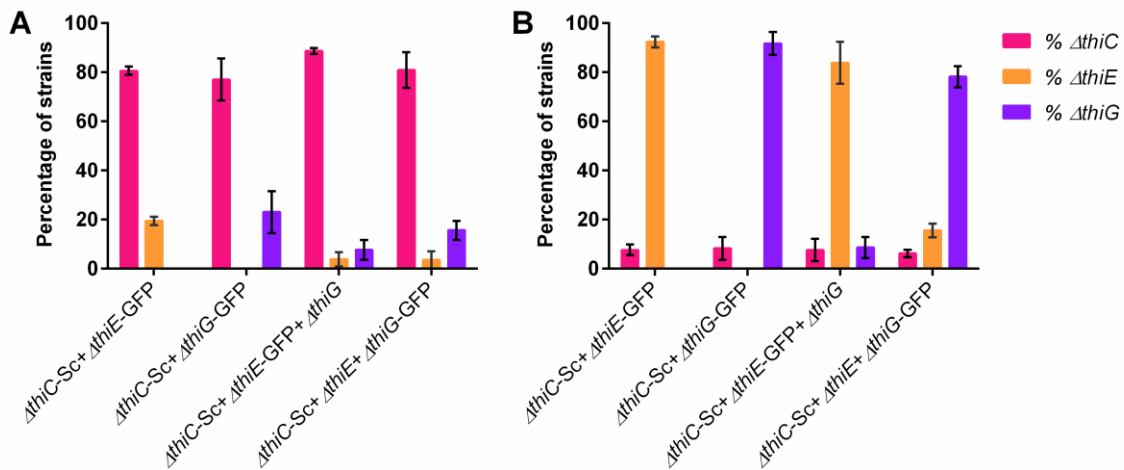 A
Percentage of strains
100
80
60
40
20
0
ΔthiC-Sc+ ΔthiE-GFP
ΔthiC-Sc+ ΔthiG-GFP
ΔthiC-Sc+ ΔthiE-GFP+ ΔthiG
ΔthiC-Sc+ ΔthiE+ ΔthiG-GFP
B
Percentage of strains
100
80
60
40
20
0
ΔthiC-Sc+ ΔthiE-GFP
ΔthiC-Sc+ ΔthiG-GFP
ΔthiC-Sc+ ΔthiE-GFP+ ΔthiG
ΔthiC-Sc+ ΔthiE+ ΔthiG-GFP
% ΔthiC
% ΔthiE
% ΔthiG